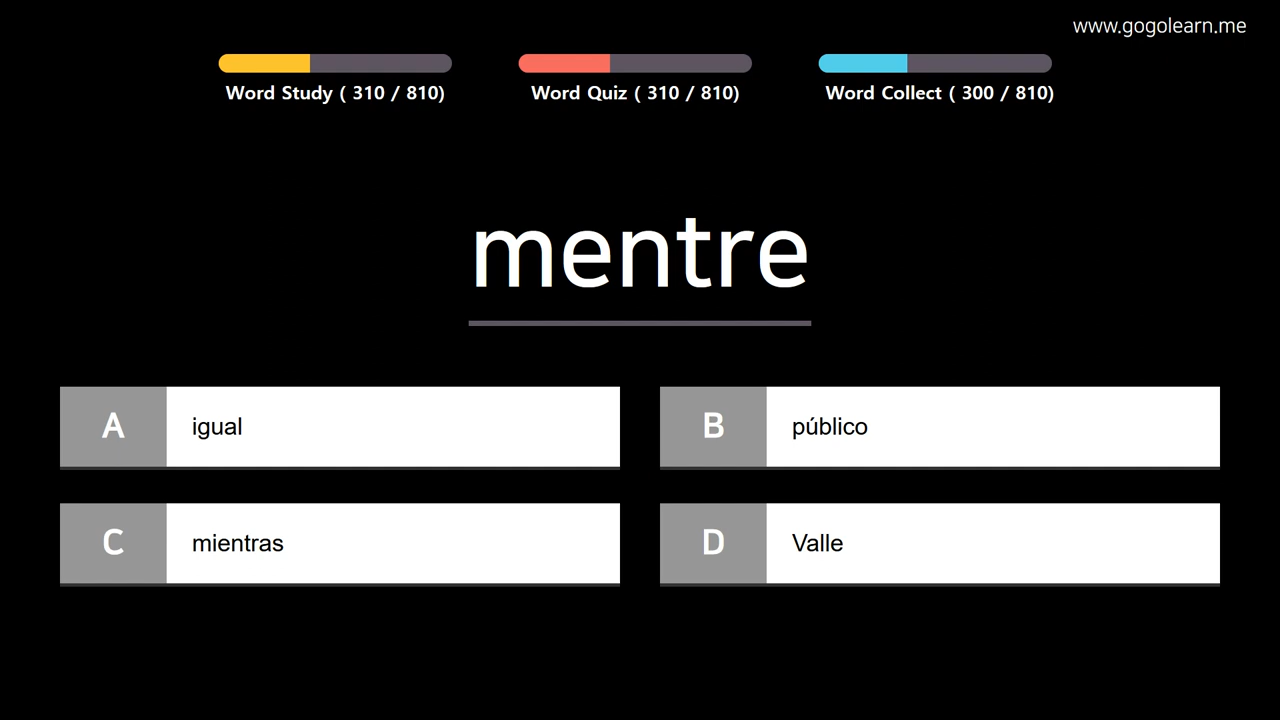 www.gogolearn.me
Word Study ( 310 / 810)
Word Quiz ( 310 / 810)
Word Collect ( 300 / 810)
mentre
A igual
B público
C mientras
D Valle